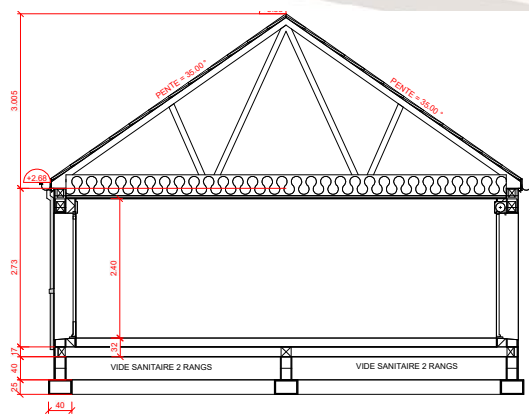 PENTE = 35.00 °
PENTE = 35.00 °
3.005
+2.68
2.73
2.40
17
32
40
25
VIDE SANITAIRE 2 RANGS
VIDE SANITAIRE 2 RANGS
40